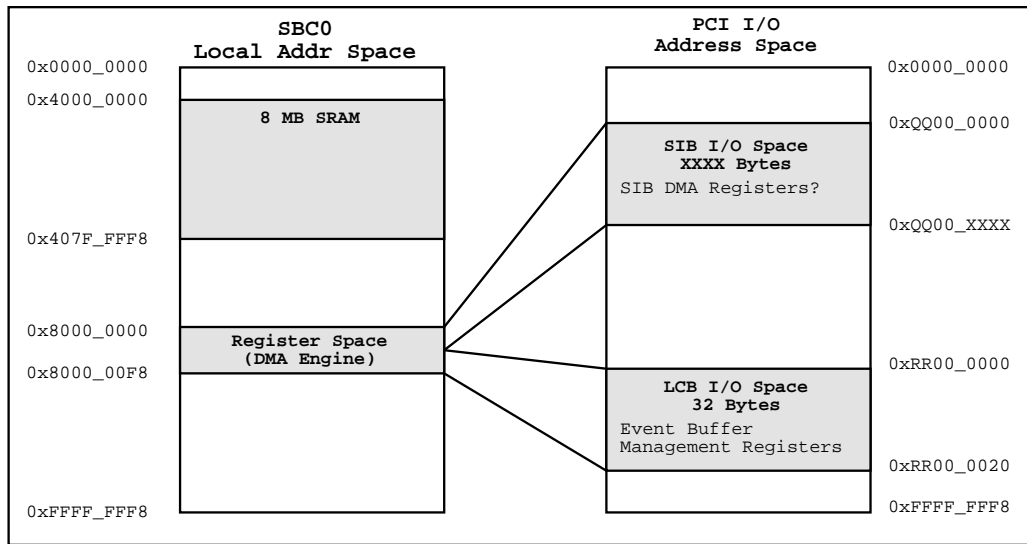 SBC0
Local Addr Space
0x0000_0000
0x4000_0000
8 MB SRAM
0x407F_FFF8
0x8000_0000
Register Space
(DMA Engine)
0x8000_00F8
0xFFFF_FFF8
PCI I/O
Address Space
0x0000_0000
0xQQ00_0000
SIB I/O Space
XXXX Bytes
SIB DMA Registers?
0xQQ00_XXXX
0xRR00_0000
LCB I/O Space
32 Bytes
Event Buffer
Management Registers
0xRR00_0020
0xFFFF_FFF8